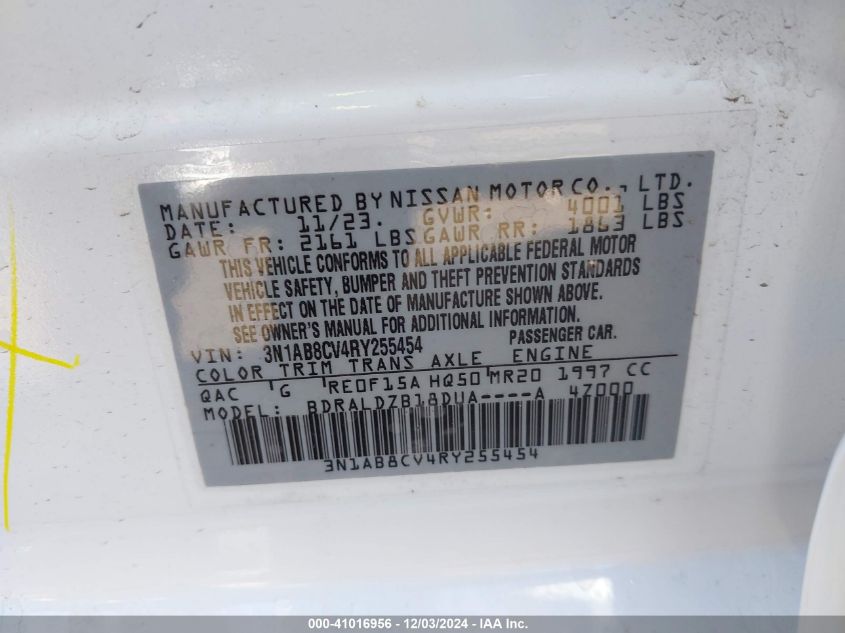 MANUFACTURED BY NISSAN MOTOR CO., LTD.
DATE: 11/23. GVWR: 4001 LBS
GAWR FR: 2161 LBS GAWR RR: 1863 LBS
THIS VEHICLE CONFORMS TO ALL APPLICABLE FEDERAL MOTOR
VEHICLE SAFETY, BUMPER AND THEFT PREVENTION STANDARDS
IN EFFECT ON THE DATE OF MANUFACTURE SHOWN ABOVE.
SEE OWNER'S MANUAL FOR ADDITIONAL INFORMATION.
VIN: 3N1AB8CV4RY255454 PASSENGER CAR.
COLOR TRIM TRANS AXLE ENGINE
QAC G RE0F15A HQ50 MR20 1997 CC
MODEL: BDRALDZB18DUA----A 4Z000
3N1AB8CV4RY255454
000-41016956 - 12/03/2024 - IAA Inc.